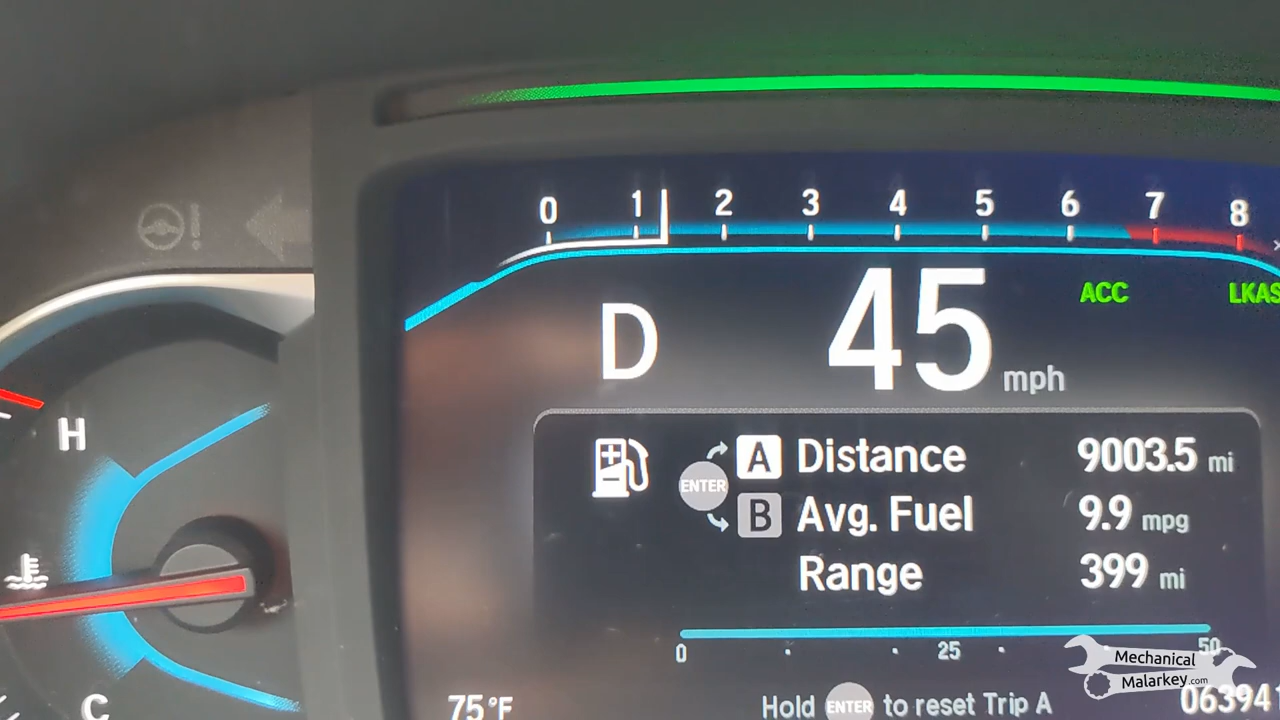 0 1 2 3 4 5 6 7 8
ACC LKAS
D 45 mph
H
A Distance 9003.5 mi
ENTER
B Avg. Fuel 9.9 mpg
Range 399 mi
0 25 50
Mechanical
Malarkey.com
C
75°F
Hold ENTER to reset Trip A
06394